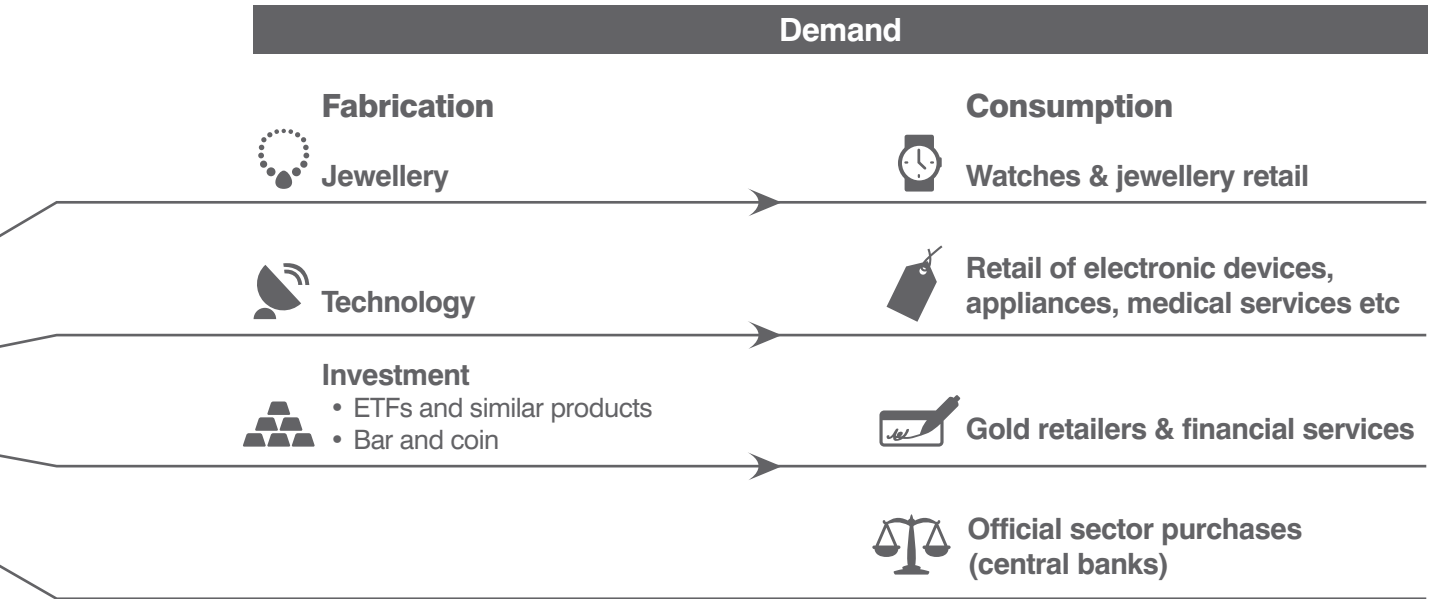 Demand
Fabrication
Consumption
Jewellery
Watches & jewellery retail
Technology
Retail of electronic devices,
appliances, medical services etc
Investment
• ETFs and similar products
• Bar and coin
Gold retailers & financial services
Official sector purchases
(central banks)